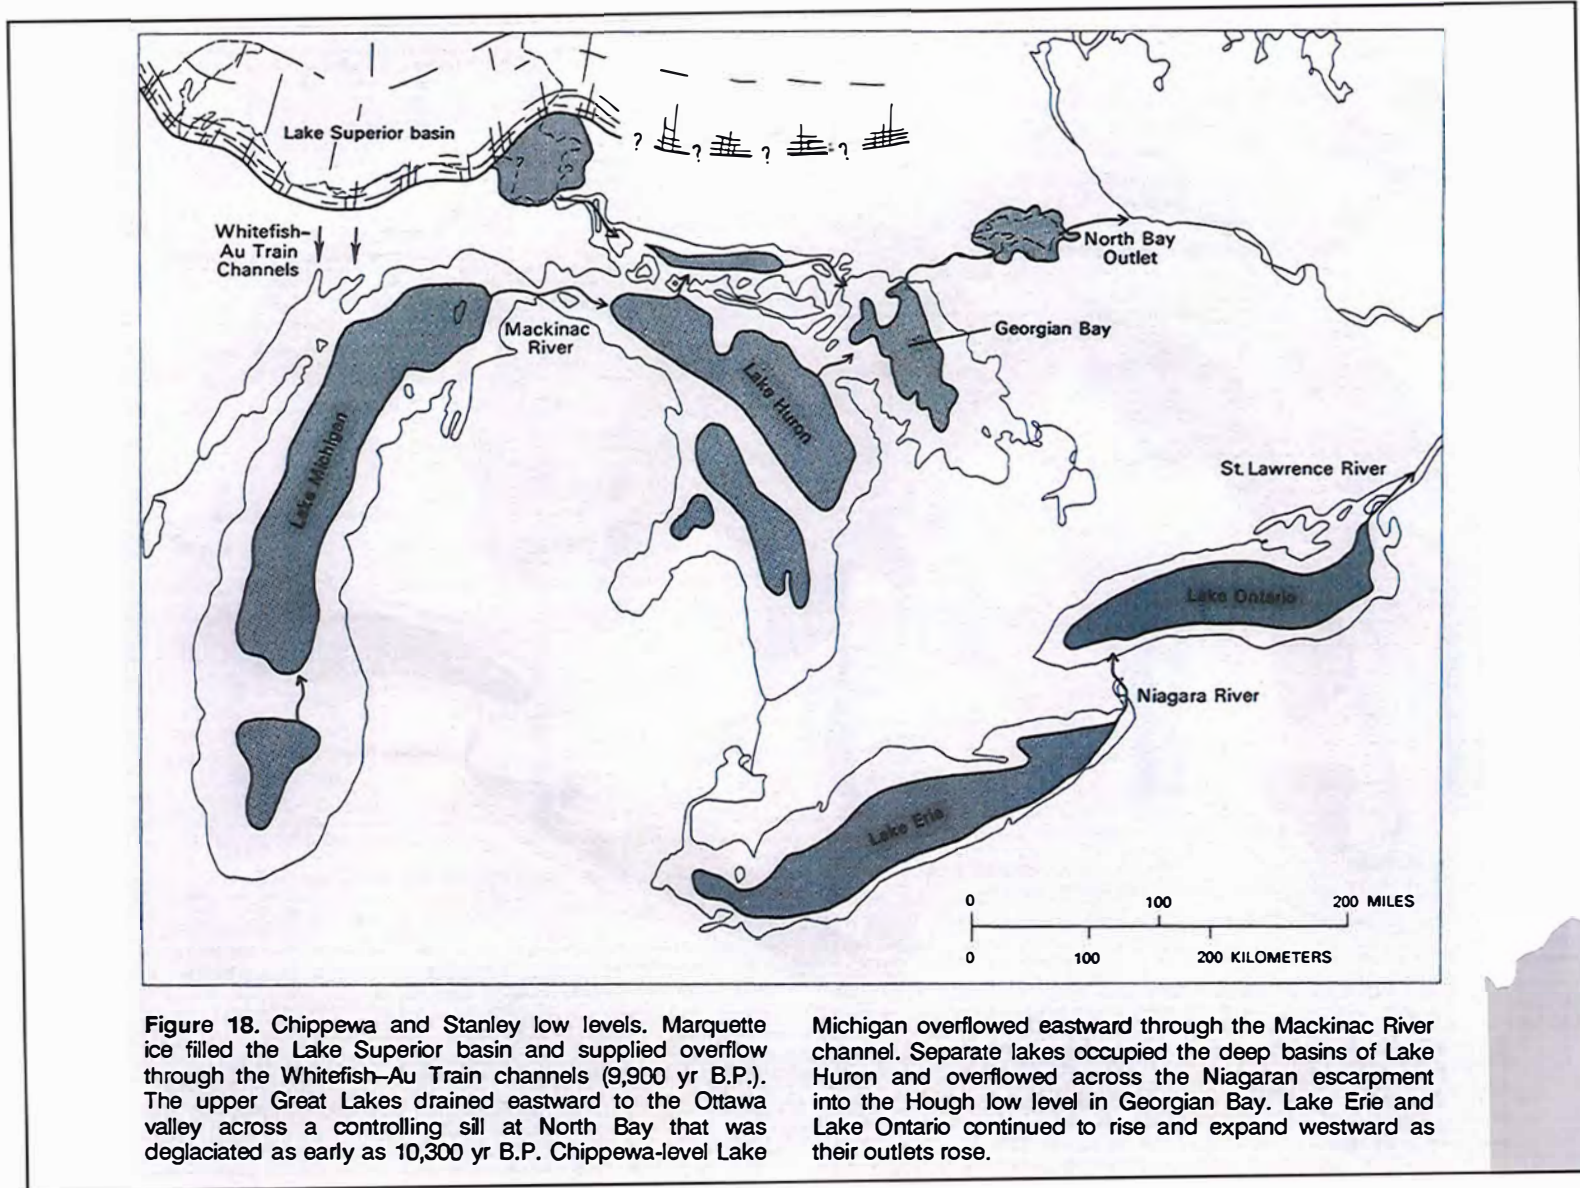 Lake Superior basin
?
?
?
?
?
Whitefish–
Au Train
Channels
North Bay
Outlet
Mackinac
River
Georgian Bay
Lake Huron
Lake Michigan
St. Lawrence River
Lake Ontario
Niagara River
Lake Erie
0 100 200 MILES
0 100 200 KILOMETERS
Figure 18. Chippewa and Stanley low levels. Marquette
ice filled the Lake Superior basin and supplied overflow
through the Whitefish–Au Train channels (9,900 yr B.P.).
The upper Great Lakes drained eastward to the Ottawa
valley across a controlling sill at North Bay that was
deglaciated as early as 10,300 yr B.P. Chippewa-level Lake
Michigan overflowed eastward through the Mackinac River
channel. Separate lakes occupied the deep basins of Lake
Huron and overflowed across the Niagaran escarpment
into the Hough low level in Georgian Bay. Lake Erie and
Lake Ontario continued to rise and expand westward as
their outlets rose.